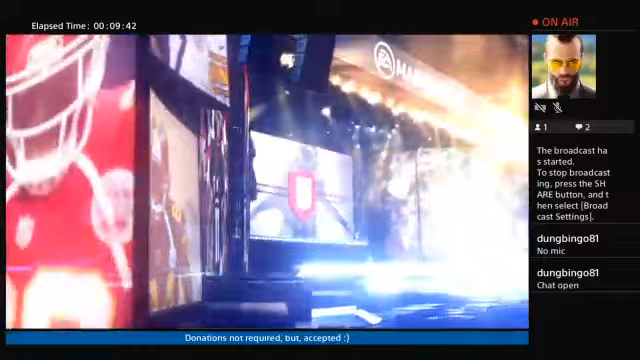 Elapsed Time: 00:09:42
ON AIR
EA
1
2
The broadcast ha
s started.
To stop broadcast
ing, press the SH
ARE button, and t
hen select [Broad
cast Settings].
dungbingo81
No mic
dungbingo81
Chat open
Donations not required, but, accepted :)